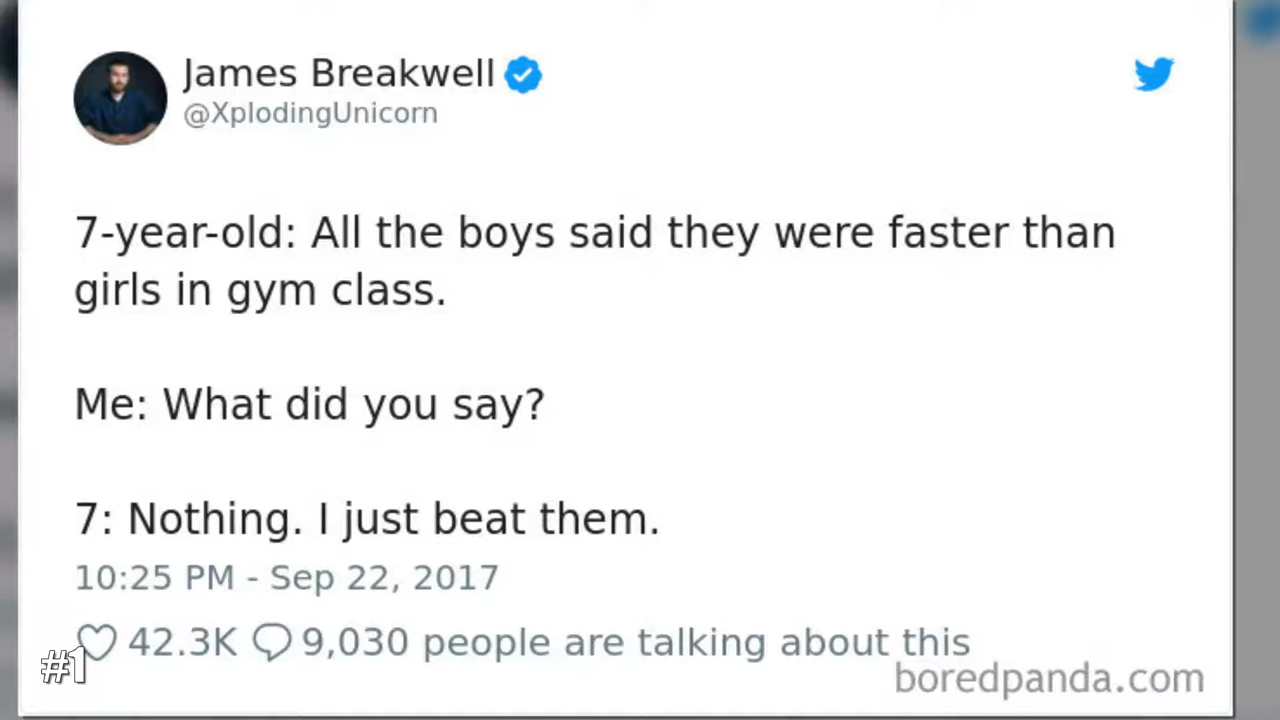 James Breakwell
@XplodingUnicorn
7-year-old: All the boys said they were faster than
girls in gym class.
Me: What did you say?
7: Nothing. I just beat them.
10:25 PM - Sep 22, 2017
42.3K 9,030 people are talking about this
#1
boredpanda.com